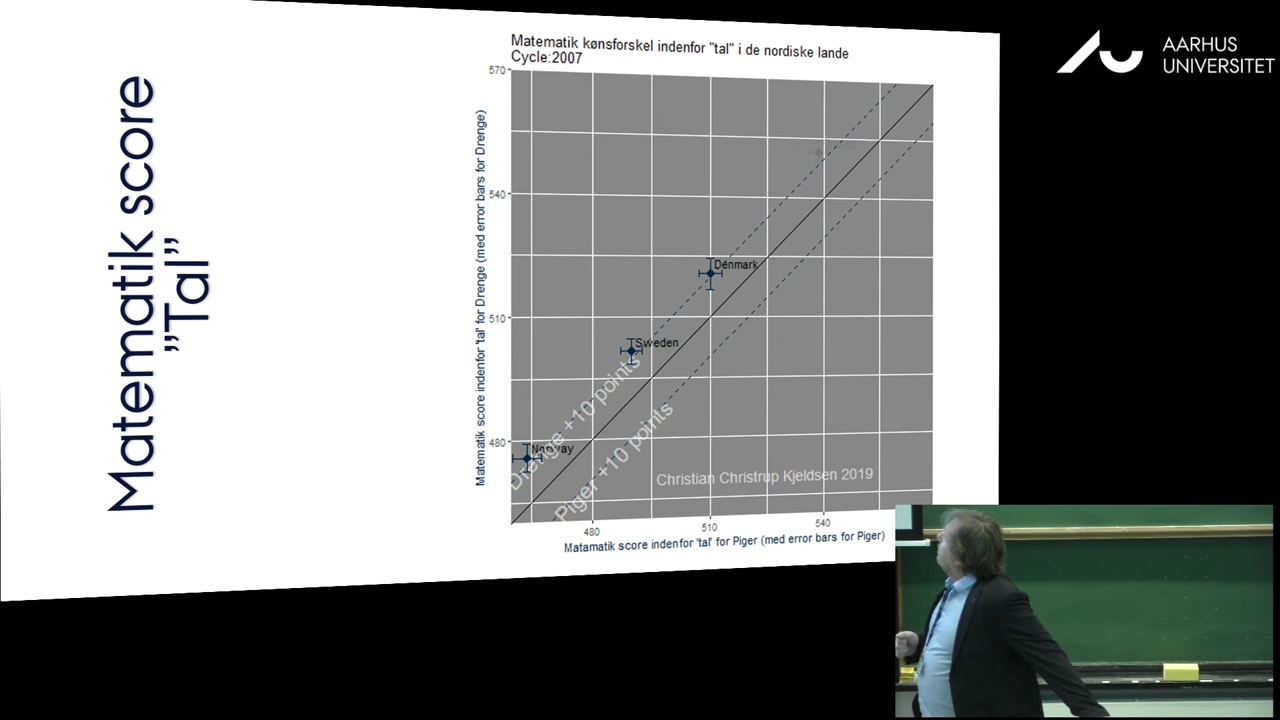 Matematik score
”Tal”
Matematik kønsforskel indenfor "tal" i de nordiske lande
Cycle:2007
570
540
510
480
Matematik score indenfor 'tal' for Drenge (med error bars for Drenge)
Denmark
Sweden
Norway
Drenge +10 points
Piger +10 points
Christian Christrup Kjeldsen 2019
480
510
540
Matamatik score indenfor 'tal' for Piger (med error bars for Piger)
AARHUS
UNIVERSITET